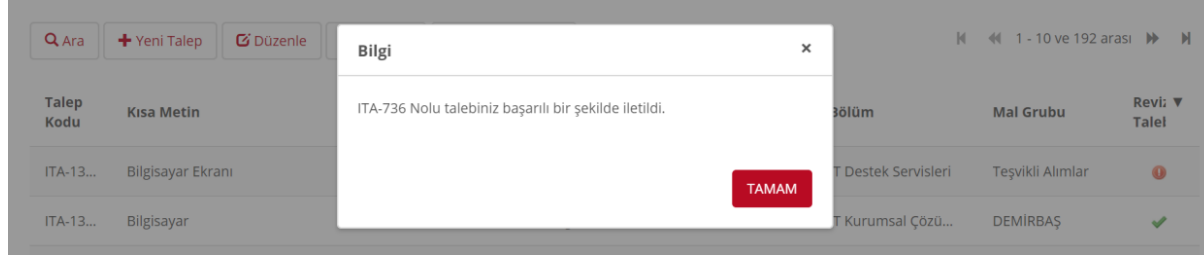 Ara
Yeni Talep
Düzenle
1 - 10 ve 192 arası
Bilgi
×
ITA-736 Nolu talebiniz başarılı bir şekilde iletildi.
TAMAM
Talep Kodu
Kısa Metin
Bölüm
Mal Grubu
ITA-13...
Bilgisayar Ekranı
Destek Servisleri
Teşvikli Alımlar
ITA-13...
Bilgisayar
Kurumsal Çözü...
DEMİRBAŞ